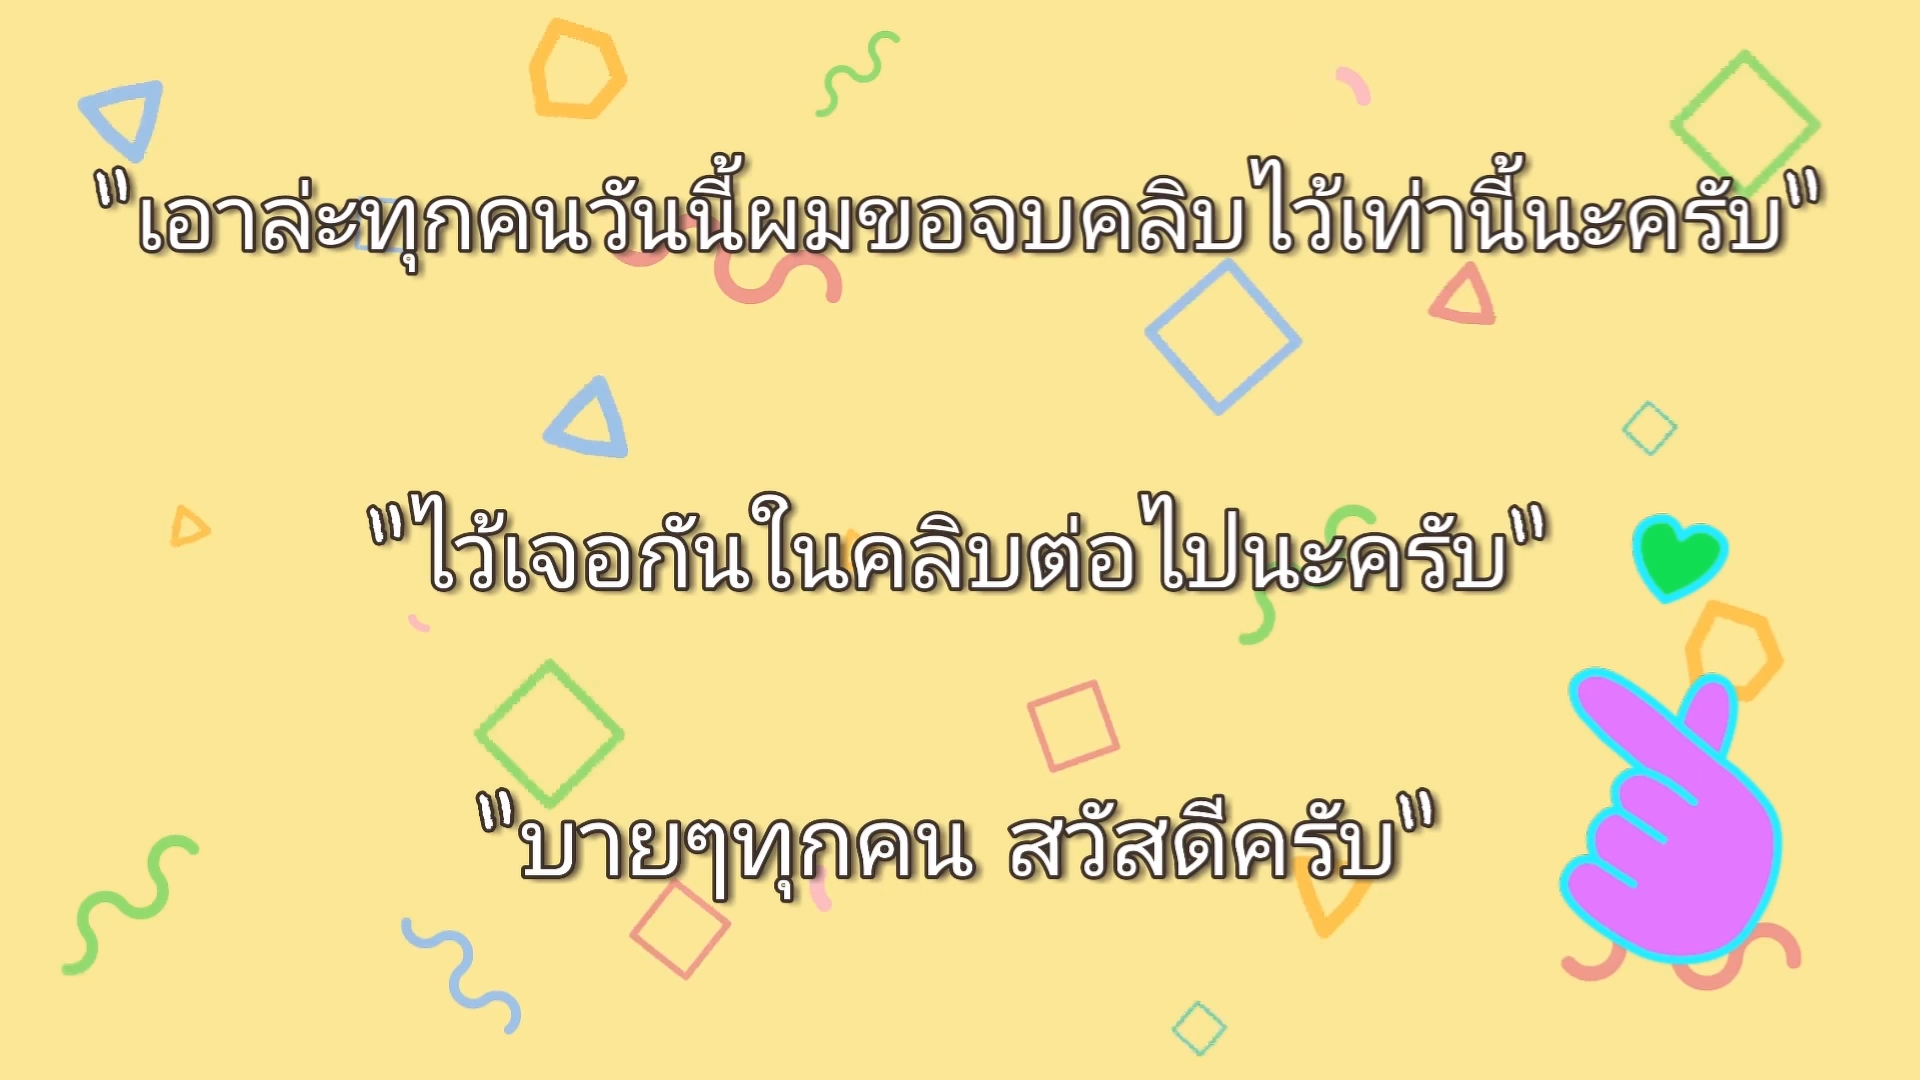 "เอาล่ะทุกคนวันนี้ผมขอจบคลิปไว้เท่านี้นะครับ"
"ไว้เจอกันในคลิบต่อไปนะครับ"
"บายๆทุกคน สวัสดีครับ"